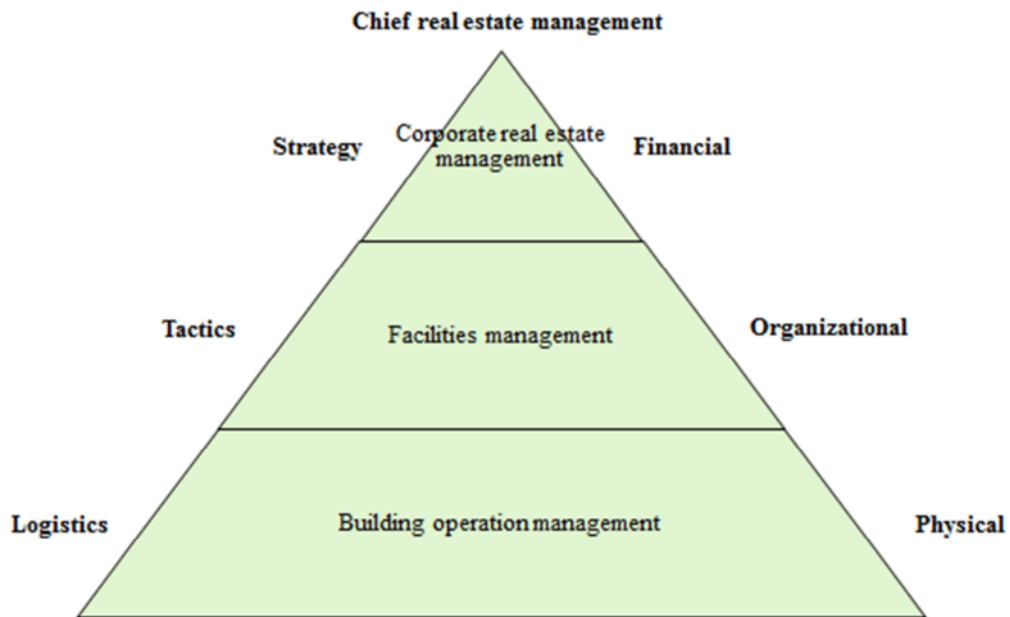 Chief real estate management
Strategy
Corporate real estate
management
Financial
Tactics
Facilities management
Organizational
Logistics
Building operation management
Physical